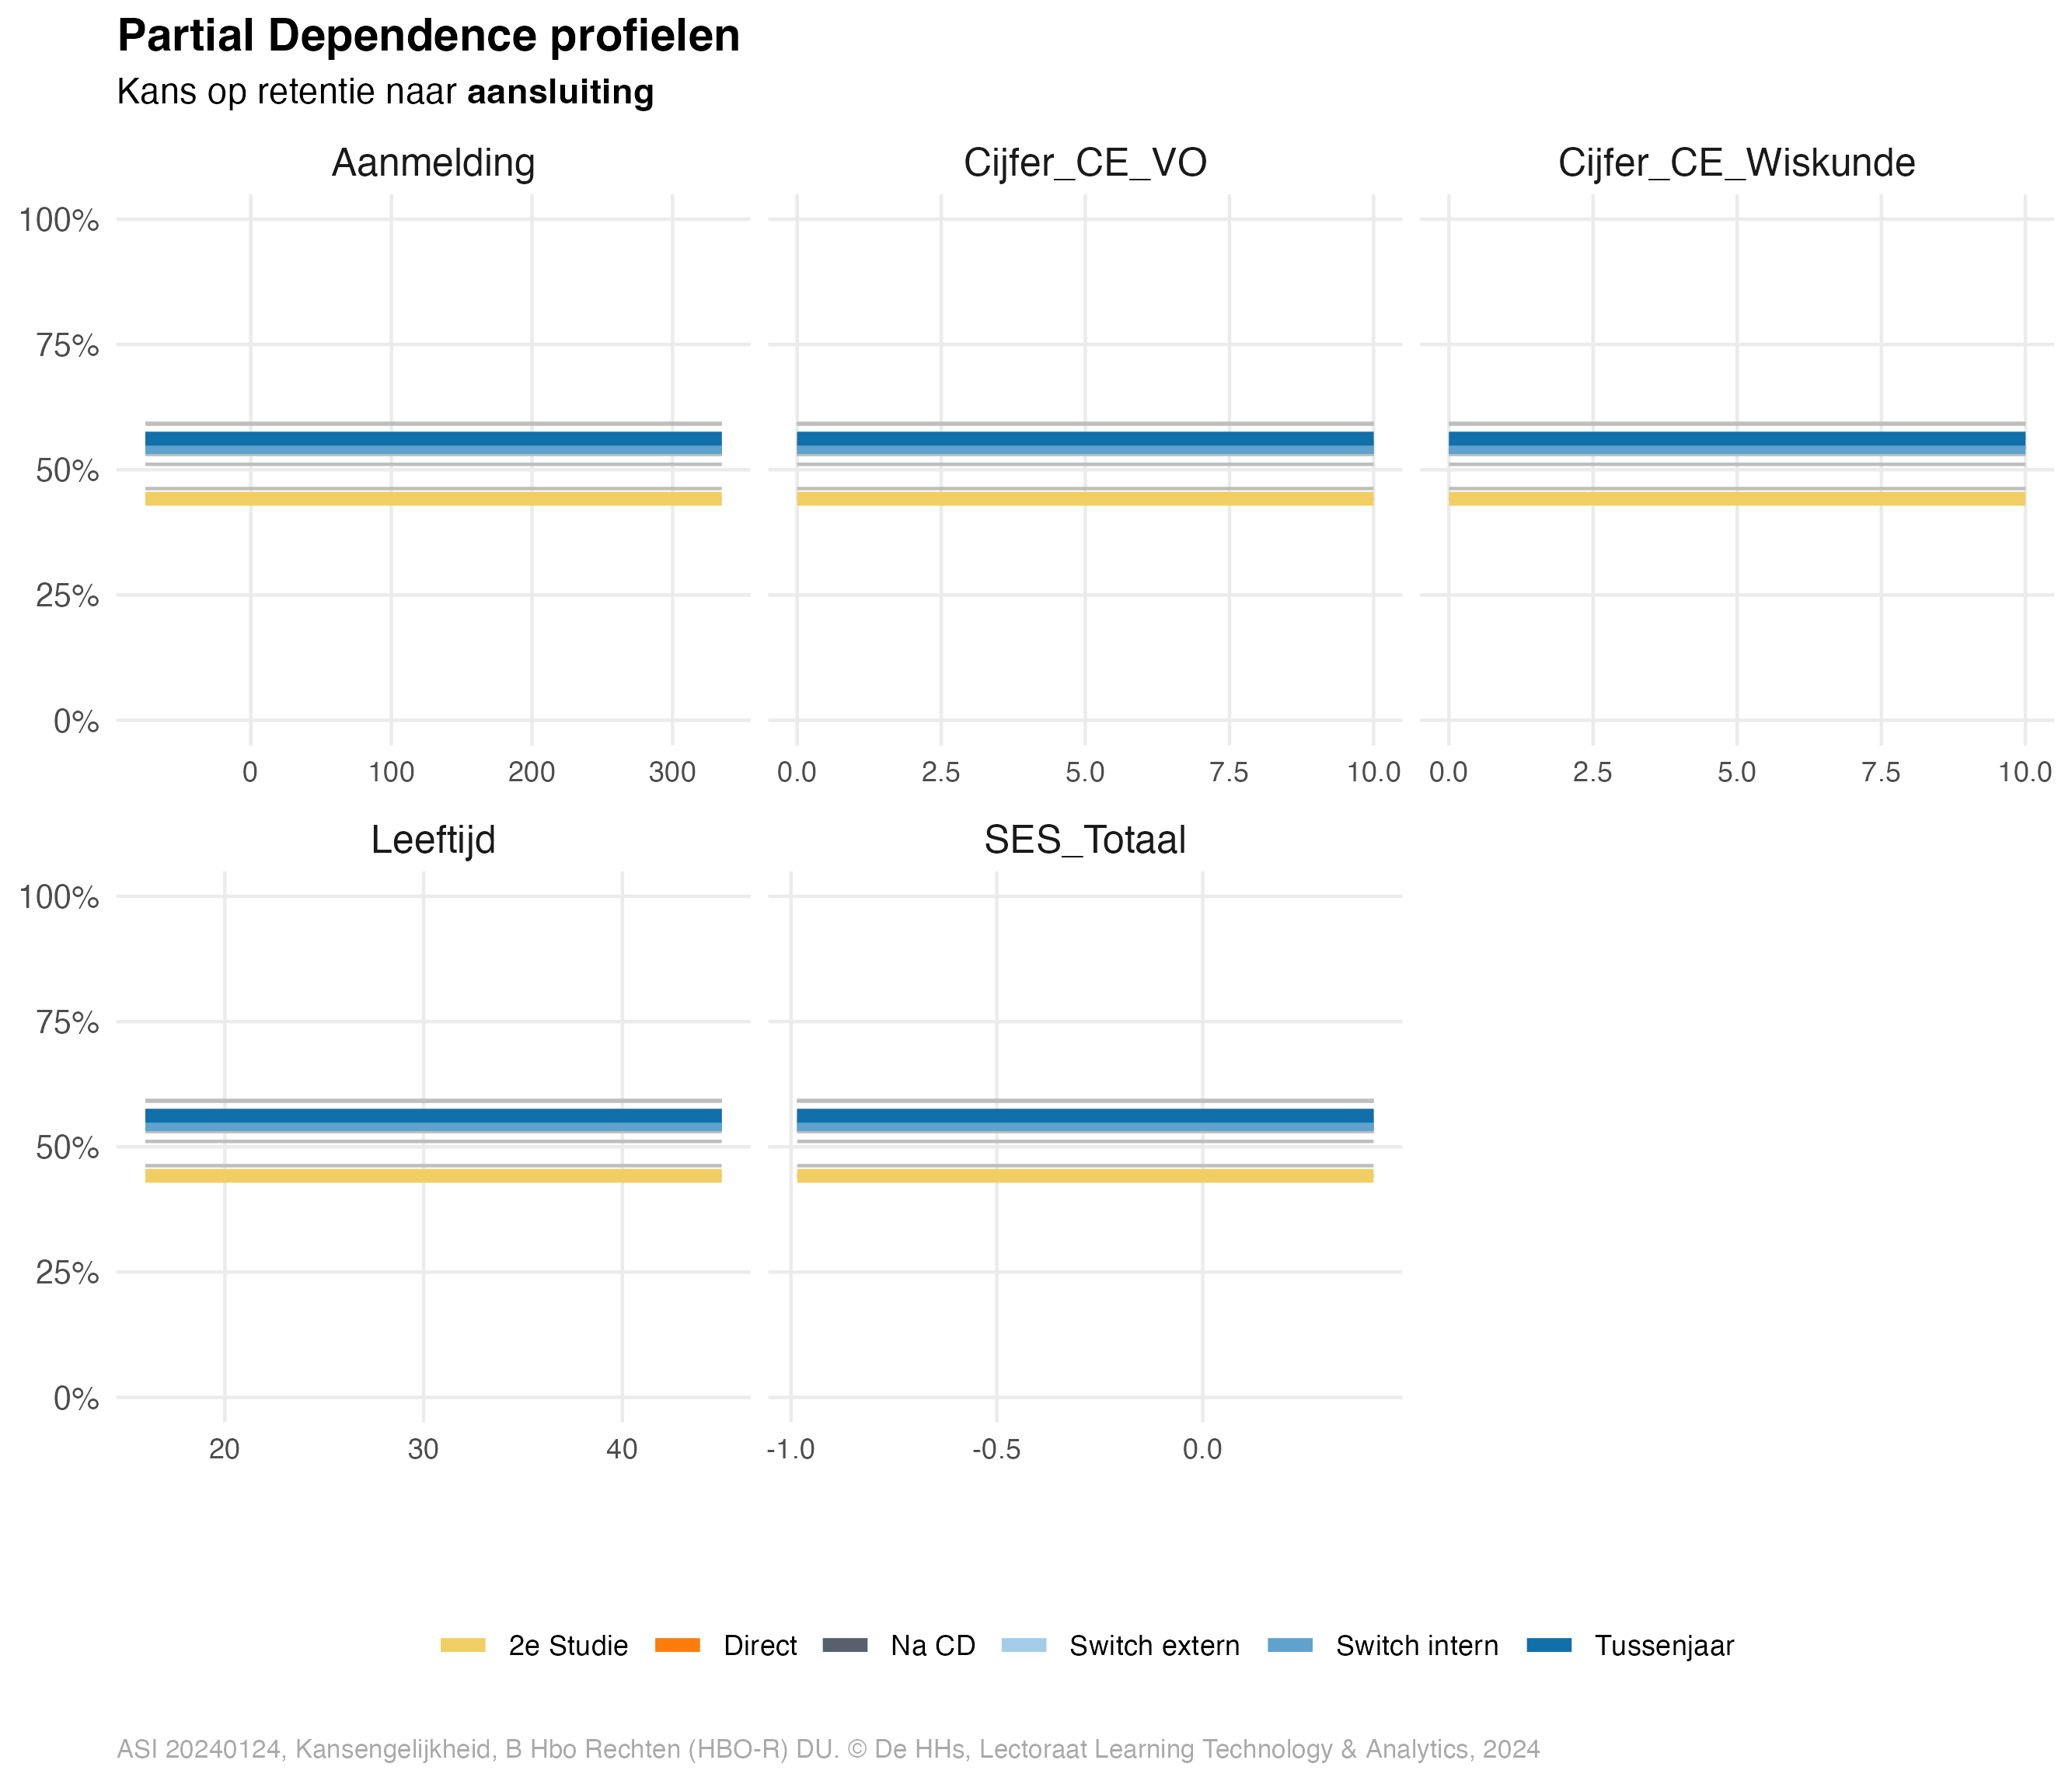 Partial Dependence profielen
Kans op retentie naar aansluiting
Aanmelding Cijfer_CE_VO Cijfer_CE_Wiskunde
100%
75%
50%
25%
0%
0 100 200 300 0.0 2.5 5.0 7.5 10.0 0.0 2.5 5.0 7.5 10.0
Leeftijd SES_Totaal
100%
75%
50%
25%
0%
20 30 40 -1.0 -0.5 0.0
2e Studie Direct Na CD Switch extern Switch intern Tussenjaar
ASI 20240124, Kansengelijkheid, B Hbo Rechten (HBO-R) DU. © De HHs, Lectoraat Learning Technology & Analytics, 2024